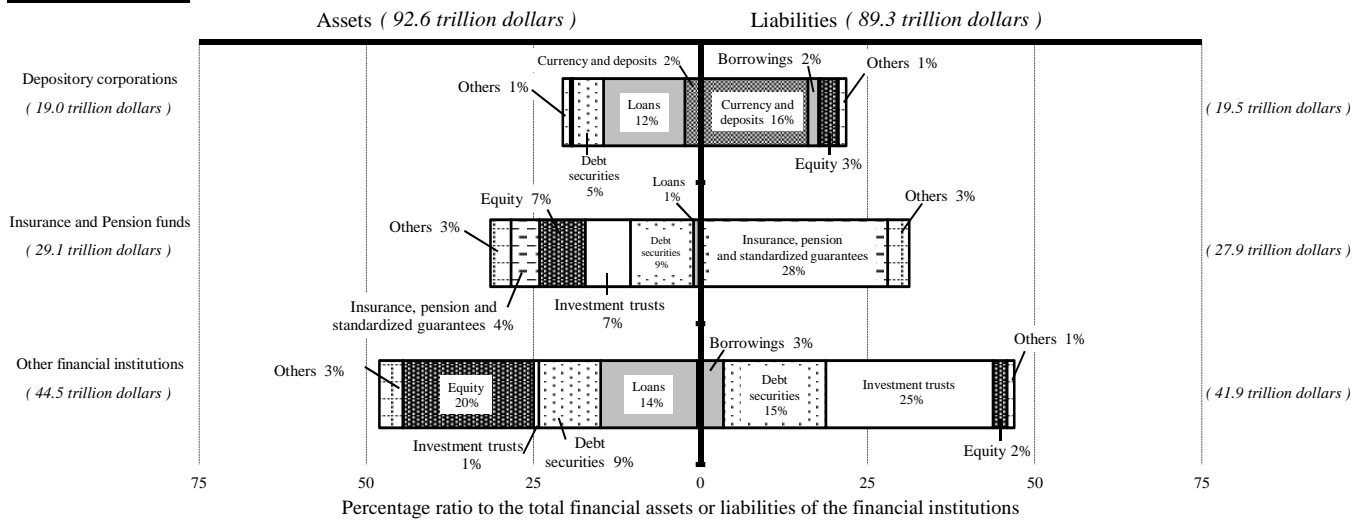 Assets ( 92.6 trillion dollars )
Liabilities ( 89.3 trillion dollars )
Depository corporations
( 19.0 trillion dollars )
Others 1%
Currency and deposits 2%
Debt
securities
5%
Loans
12%
Currency and
deposits 16%
Borrowings 2%
Others 1%
Equity 3%
( 19.5 trillion dollars )
Insurance and Pension funds
( 29.1 trillion dollars )
Others 3%
Equity 7%
Loans
1%
Insurance, pension and
standardized guarantees 4%
Investment trusts
7%
Debt
securities
9%
Insurance, pension
and standardized guarantees
28%
Others 3%
( 27.9 trillion dollars )
Other financial institutions
( 44.5 trillion dollars )
Others 3%
Equity
20%
Investment trusts
1%
Debt
securities 9%
Loans
14%
Borrowings 3%
Debt
securities
15%
Investment trusts
25%
Others 1%
Equity 2%
( 41.9 trillion dollars )
75
50
25
0
25
50
75
Percentage ratio to the total financial assets or liabilities of the financial institutions